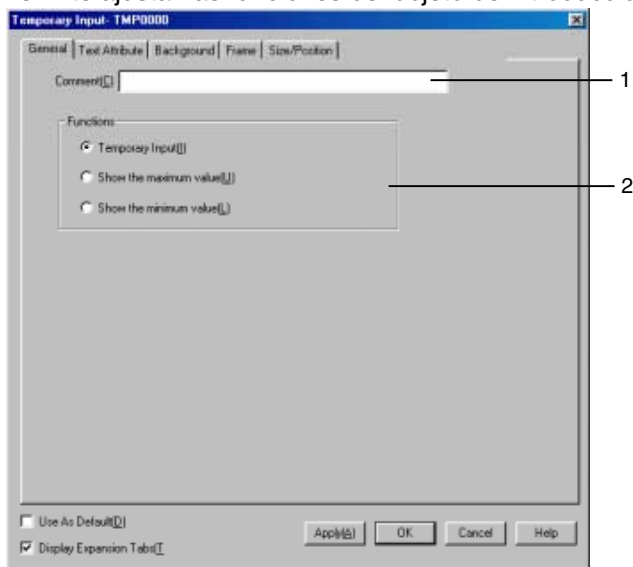 Temporary Input- TMP0000
General Text Attribute Background Frame Size/Position
Comment(C)
1
Functions
Temporary Input(I)
Show the maximum value(U)
2
Show the minimum value(L)
Use As Default(D)
Apply(A) OK Cancel Help
Display Expansion Tabs(T